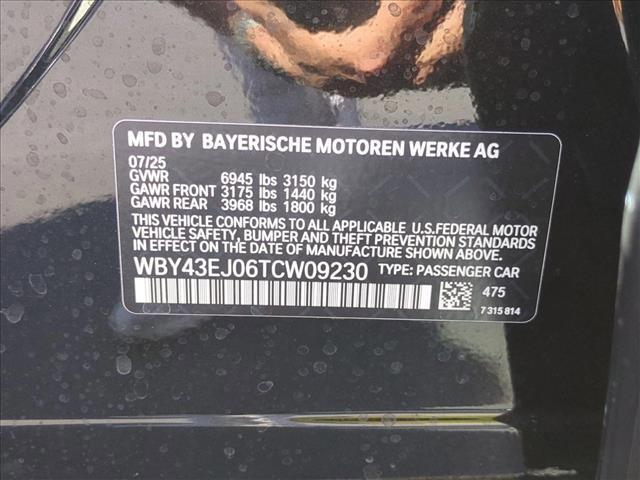 MFD BY BAYERISCHE MOTOREN WERKE AG
07/25
GVWR 6945 lbs 3150 kg
GAWR FRONT 3175 lbs 1440 kg
GAWR REAR 3968 lbs 1800 kg
THIS VEHICLE CONFORMS TO ALL APPLICABLE U.S.FEDERAL MOTOR
VEHICLE SAFETY, BUMPER AND THEFT PREVENTION STANDARDS
IN EFFECT ON THE DATE OF MANUFACTURE SHOWN ABOVE.
WBY43EJ06TCW09230 TYPE: PASSENGER CAR
475
7 315 814